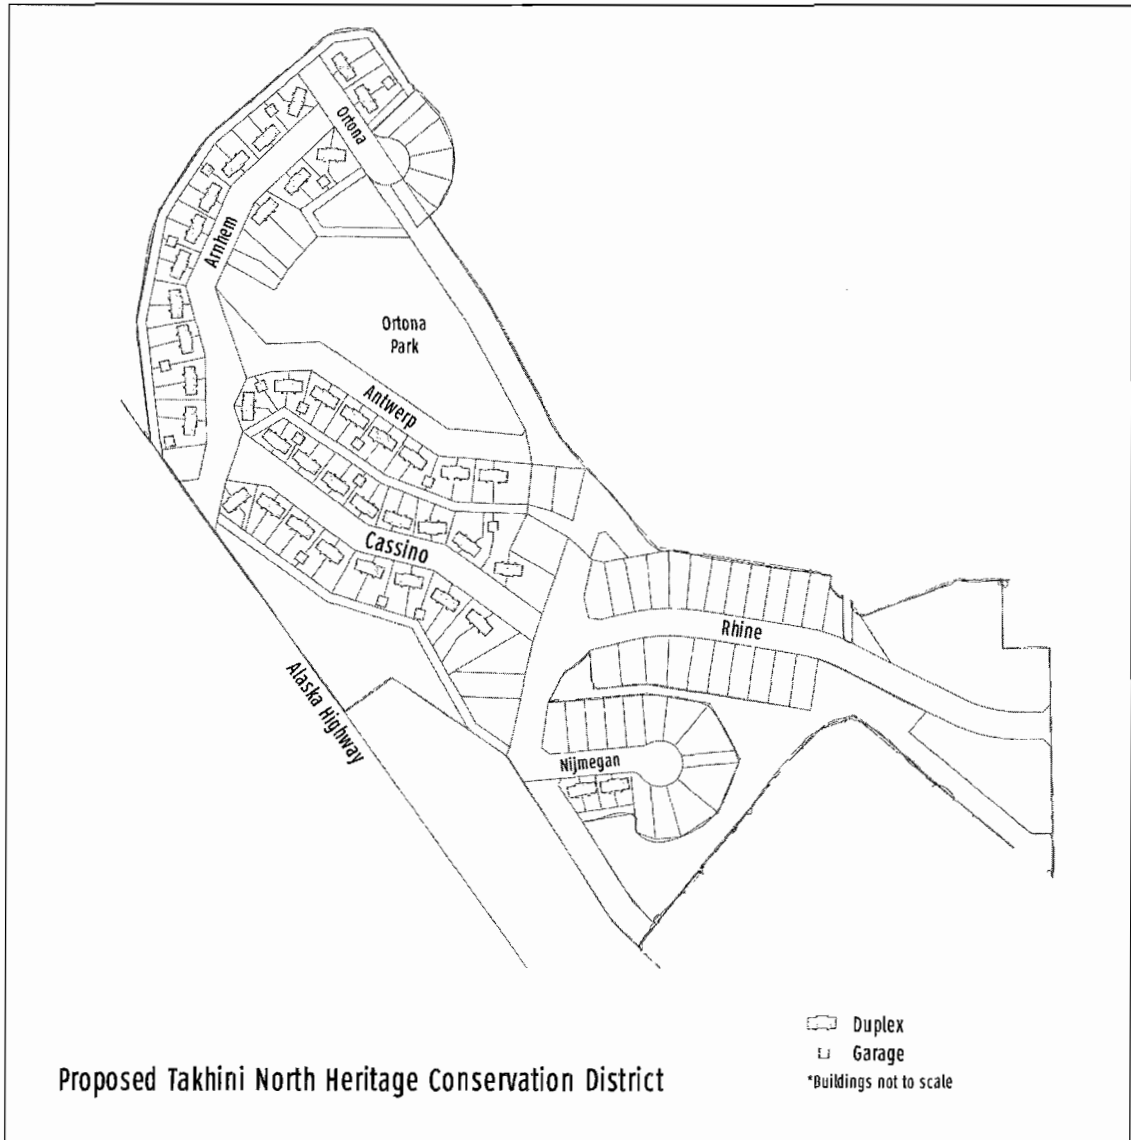 Ortona
Arnhem
Ortona
Park
Antwerp
Cassino
Rhine
Alaska Highway
Nijmegan
Duplex
Garage
*Buildings not to scale
Proposed Takhini North Heritage Conservation District